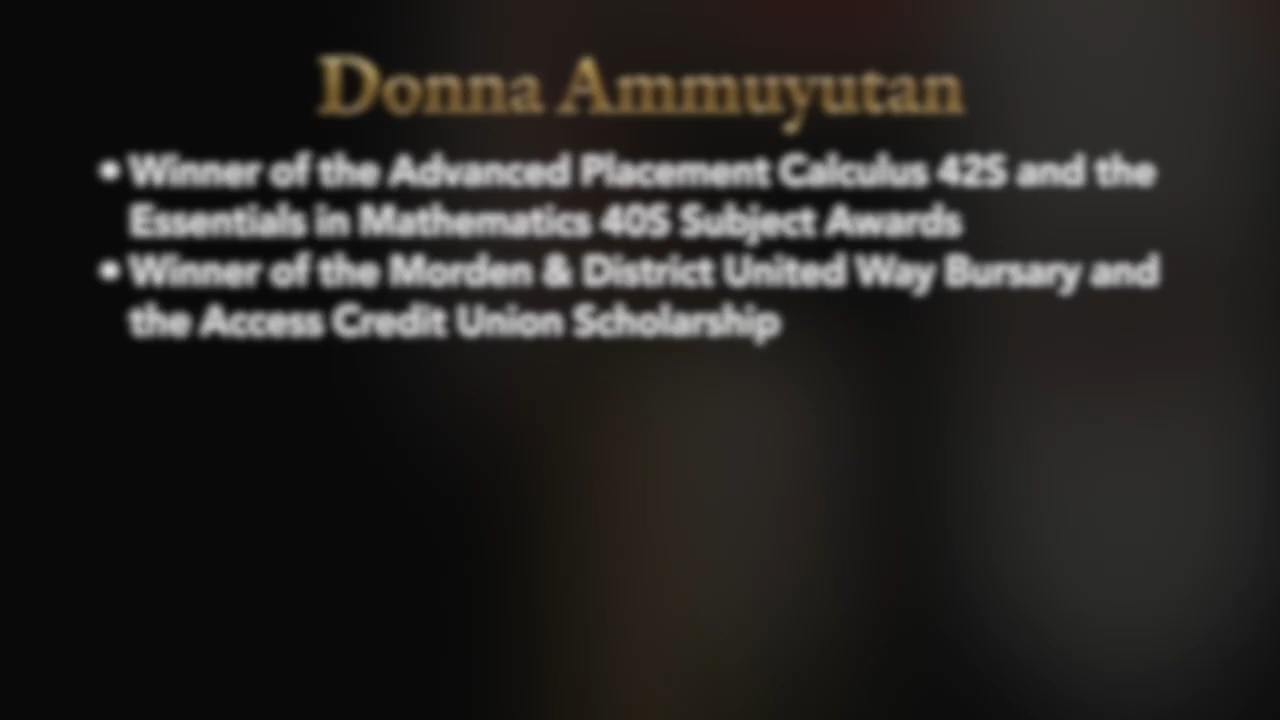 Donna Ammuyutan
• Winner of the Advanced Placement Calculus 42S and the
Essentials in Mathematics 40S Subject Awards
• Winner of the Morden & District United Way Bursary and
the Access Credit Union Scholarship